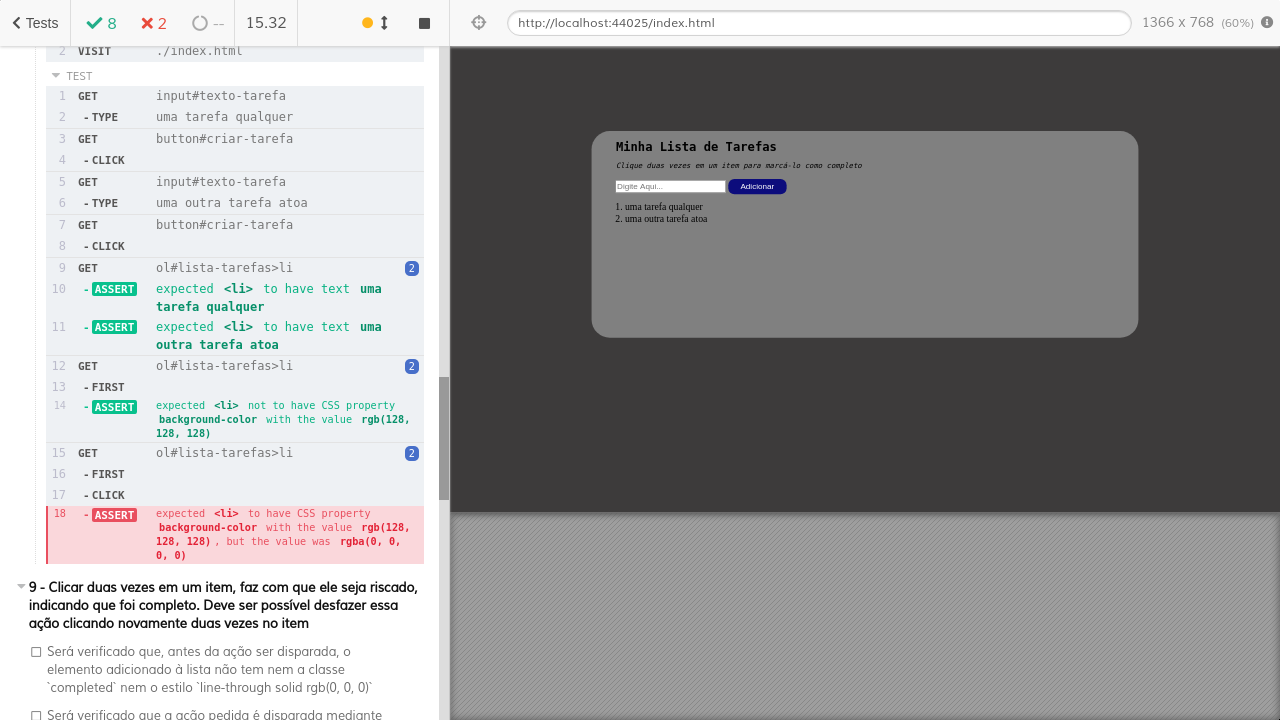 Tests 8 2 -- 15.32
http://localhost:44025/index.html 1366 x 768 (60%)
2 VISIT ./index.html
TEST
1 GET input#texto-tarefa
2 -TYPE uma tarefa qualquer
3 GET button#criar-tarefa
4 -CLICK
5 GET input#texto-tarefa
6 -TYPE uma outra tarefa atoa
7 GET button#criar-tarefa
8 -CLICK
9 GET ol#lista-tarefas>li 2
10 -ASSERT expected <li> to have text uma
tarefa qualquer
11 -ASSERT expected <li> to have text uma
outra tarefa atoa
12 GET ol#lista-tarefas>li 2
13 -FIRST
14 -ASSERT expected <li> not to have CSS property
background-color with the value rgb(128,
128, 128)
15 GET ol#lista-tarefas>li 2
16 -FIRST
17 -CLICK
18 -ASSERT expected <li> to have CSS property
background-color with the value rgb(128,
128, 128), but the value was rgba(0, 0,
0, 0)
9 - Clicar duas vezes em um item, faz com que ele seja riscado,
indicando que foi completo. Deve ser possível desfazer essa
ação clicando novamente duas vezes no item
Será verificado que, antes da ação ser disparada, o
elemento adicionado à lista não tem nem a classe
`completed` nem o estilo `line-through solid rgb(0, 0, 0)`
Será verificado que a ação pedida é disparada mediante
Minha Lista de Tarefas
Clique duas vezes em um item para marcá-lo como completo
Digite Aqui... Adicionar
1. uma tarefa qualquer
2. uma outra tarefa atoa